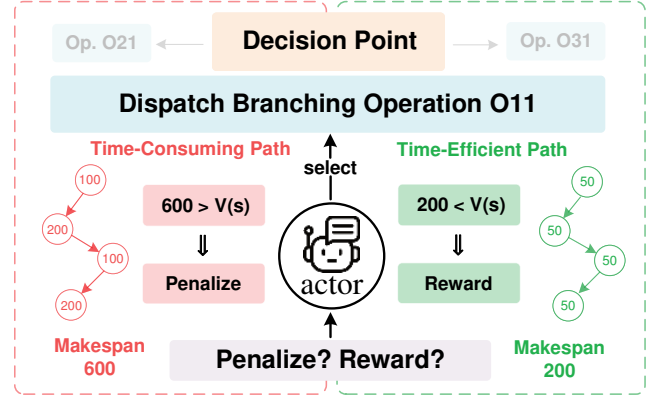 Op. O21
Decision Point
Op. O31
Dispatch Branching Operation O11
Time-Consuming Path
select
Time-Efficient Path
100
200
100
200
600 > V(s)
⇓
Penalize
actor
200 < V(s)
⇓
Reward
50
50
50
50
Makespan
600
Penalize? Reward?
Makespan
200